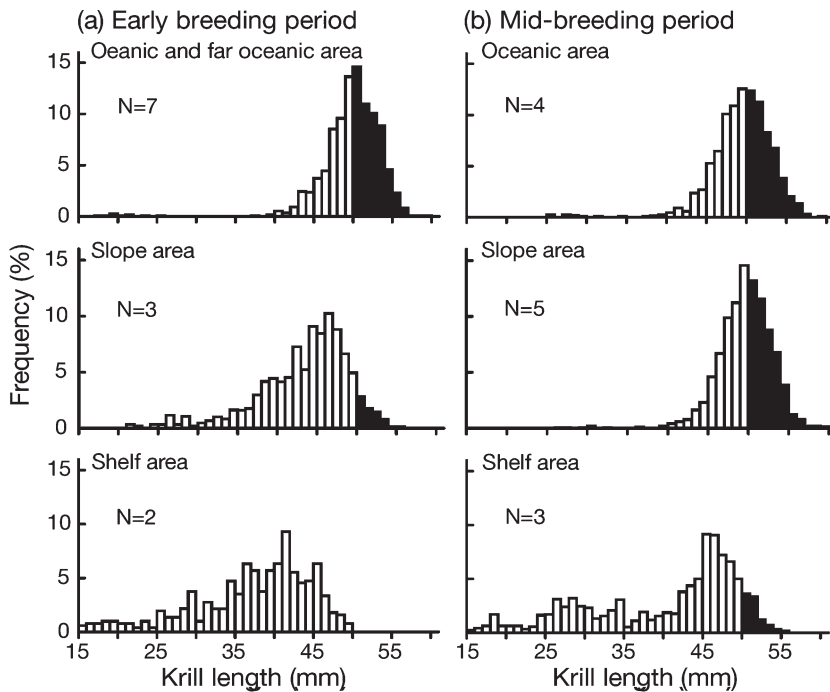 (a) Early breeding period
Oeanic and far oceanic area
15
N=7
10
5
0
Slope area
15
N=3
10
5
0
Shelf area
15
N=2
10
5
0
15 25 35 45 55
Krill length (mm)
Frequency (%)
(b) Mid-breeding period
Oceanic area
N=4
Slope area
N=5
Shelf area
N=3
15 25 35 45 55
Krill length (mm)